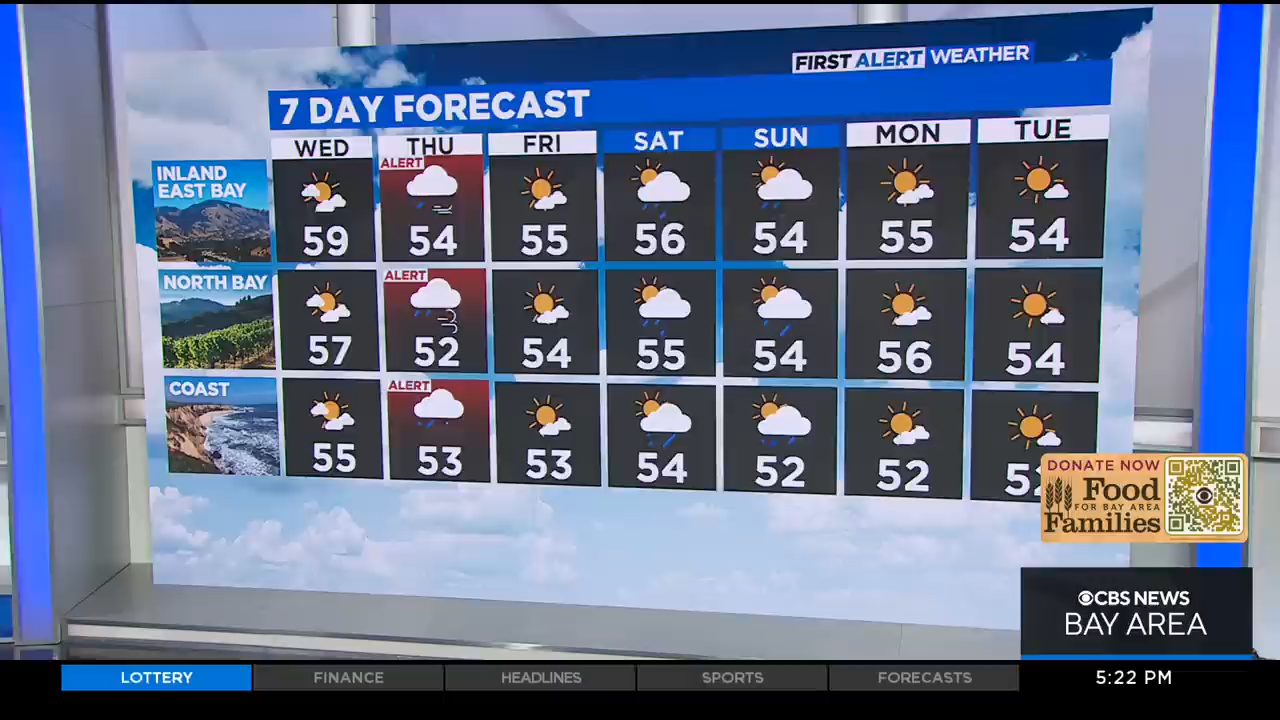 FIRST ALERT WEATHER
7 DAY FORECAST
WED THU FRI SAT SUN MON TUE
INLAND
EAST BAY
ALERT
59 54 55 56 54 55 54
NORTH BAY
ALERT
57 52 54 55 54 56 54
COAST
ALERT
55 53 53 54 52 52
DONATE NOW
Food
FOR BAY AREA
Families
CBS NEWS
BAY AREA
LOTTERY FINANCE HEADLINES SPORTS FORECASTS 5:22 PM